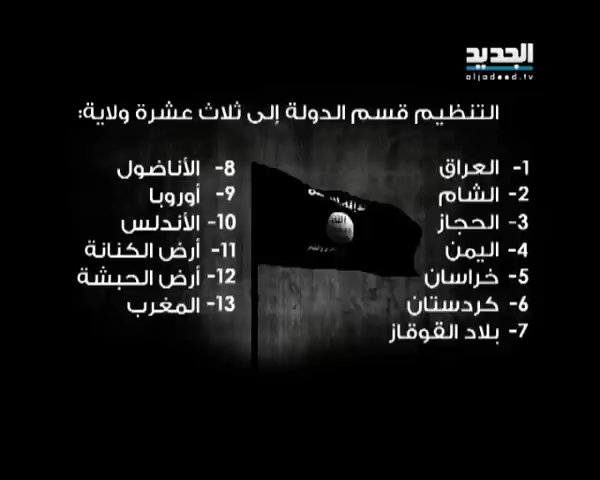 الجديد
aljadeed.tv
التنظيم قسم الدولة إلى ثلاث عشرة ولاية:
1- العراق
2- الشام
3- الحجاز
4- اليمن
5- خراسان
6- كردستان
7- بلاد القوقاز
8- الأناضول
9- أوروبا
10- الأندلس
11- أرض الكنانة
12- أرض الحبشة
13- المغرب